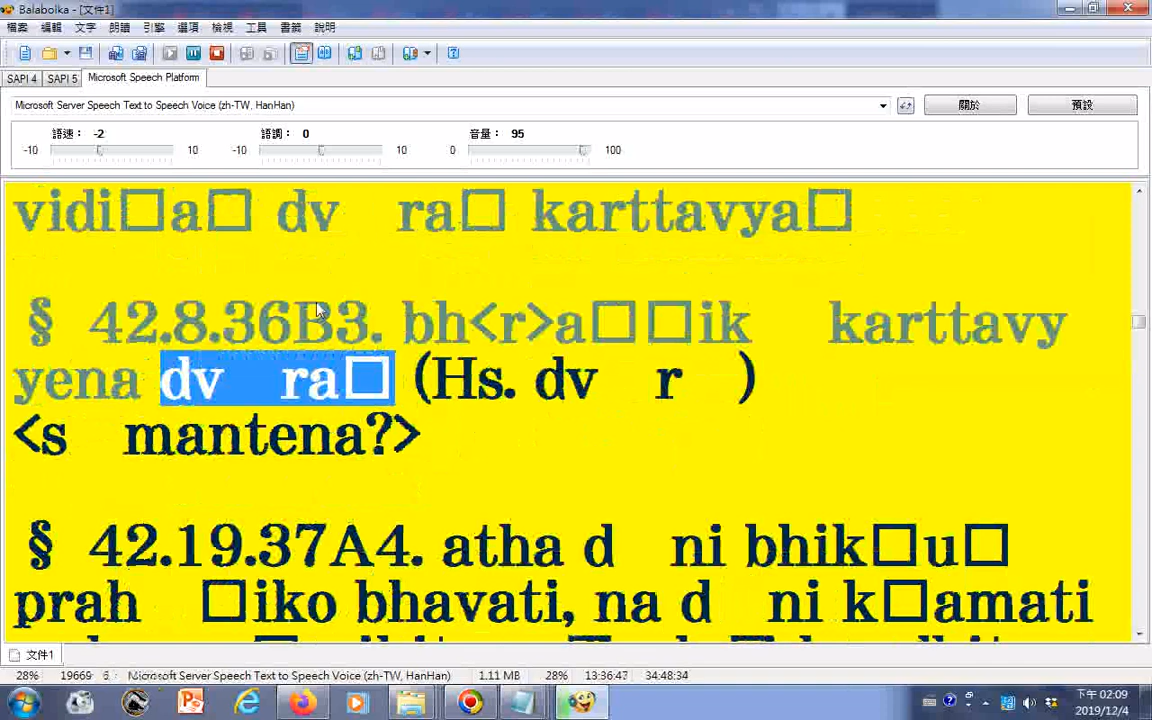 Balabolka - [文件1]
檔案 編輯 文字 朗讀 引擎 選項 檢視 工具 書籤 說明
SAPI 4 SAPI 5 Microsoft Speech Platform
Microsoft Server Speech Text to Speech Voice (zh-TW, HanHan) 關於 預設
語速： -2 語調： 0 音量： 95
-10 10 -10 10 0 100
vidi□a□ dv ra□ karttavya□
§ 42.8.36B3. bh<r>a□□ik karttavy
yena dv ra□ (Hs. dv r )
<s mantena?>
§ 42.19.37A4. atha d ni bhik□u□
prah □iko bhavati, na d ni k□amati
文件1
28% 19669 Microsoft Server Speech Text to Speech Voice (zh-TW, HanHan) 1.11 MB 28% 13:36:47 34:48:34
下午 02:09
2019/12/4